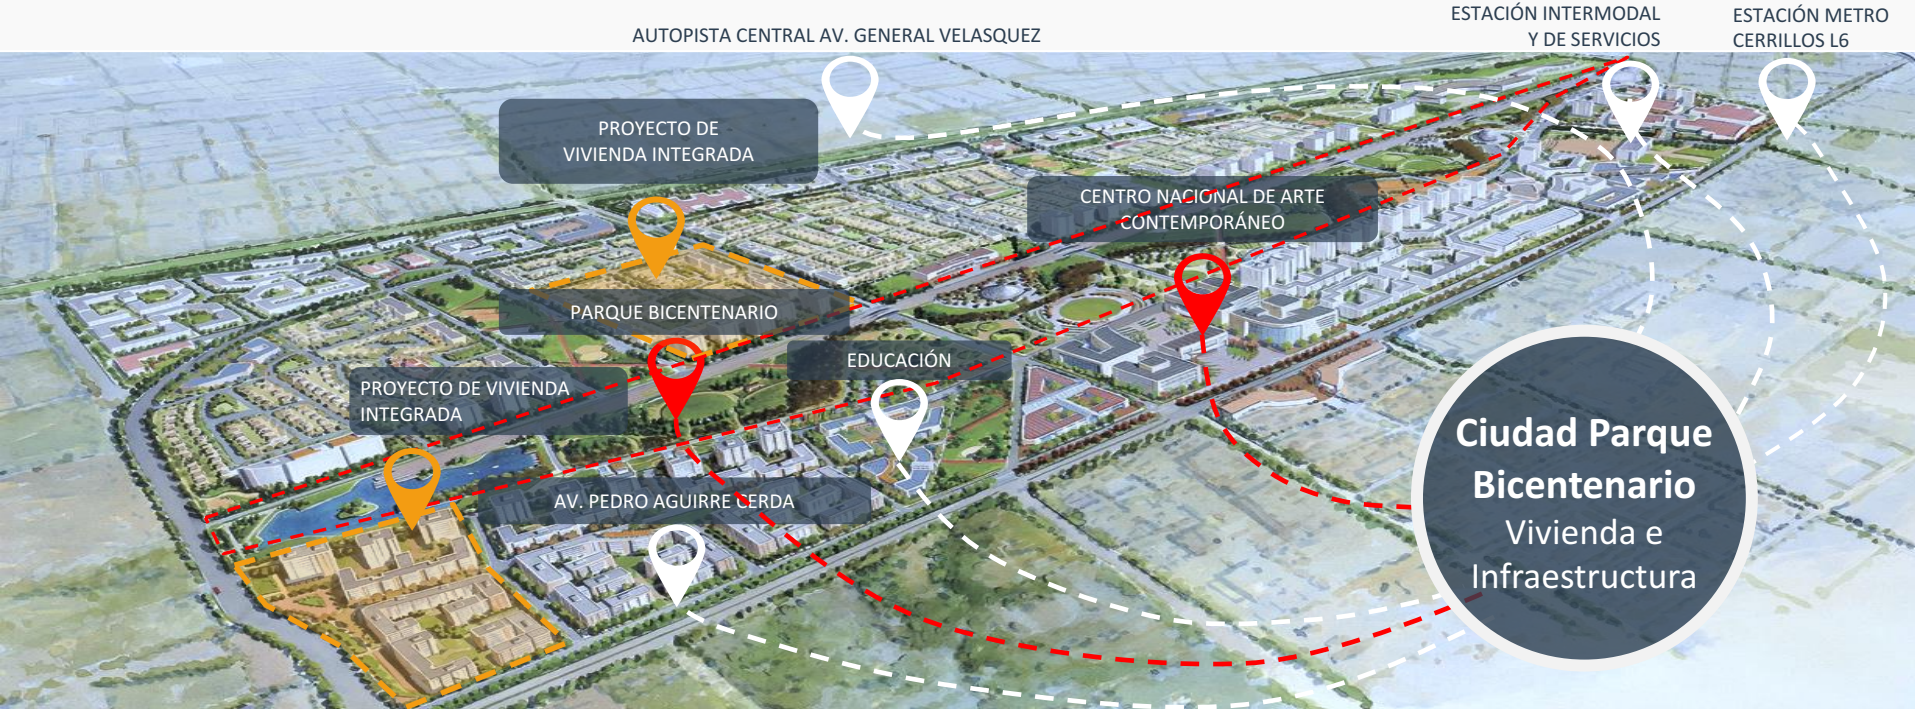 ESTACIÓN INTERMODAL
Y DE SERVICIOS
ESTACIÓN METRO
CERRILLOS L6
AUTOPISTA CENTRAL AV. GENERAL VELASQUEZ
PROYECTO DE
VIVIENDA INTEGRADA
CENTRO NACIONAL DE ARTE
CONTEMPORÁNEO
PARQUE BICENTENARIO
EDUCACIÓN
PROYECTO DE VIVIENDA
INTEGRADA
AV. PEDRO AGUIRRE CERDA
Ciudad Parque
Bicentenario
Vivienda e
Infraestructura